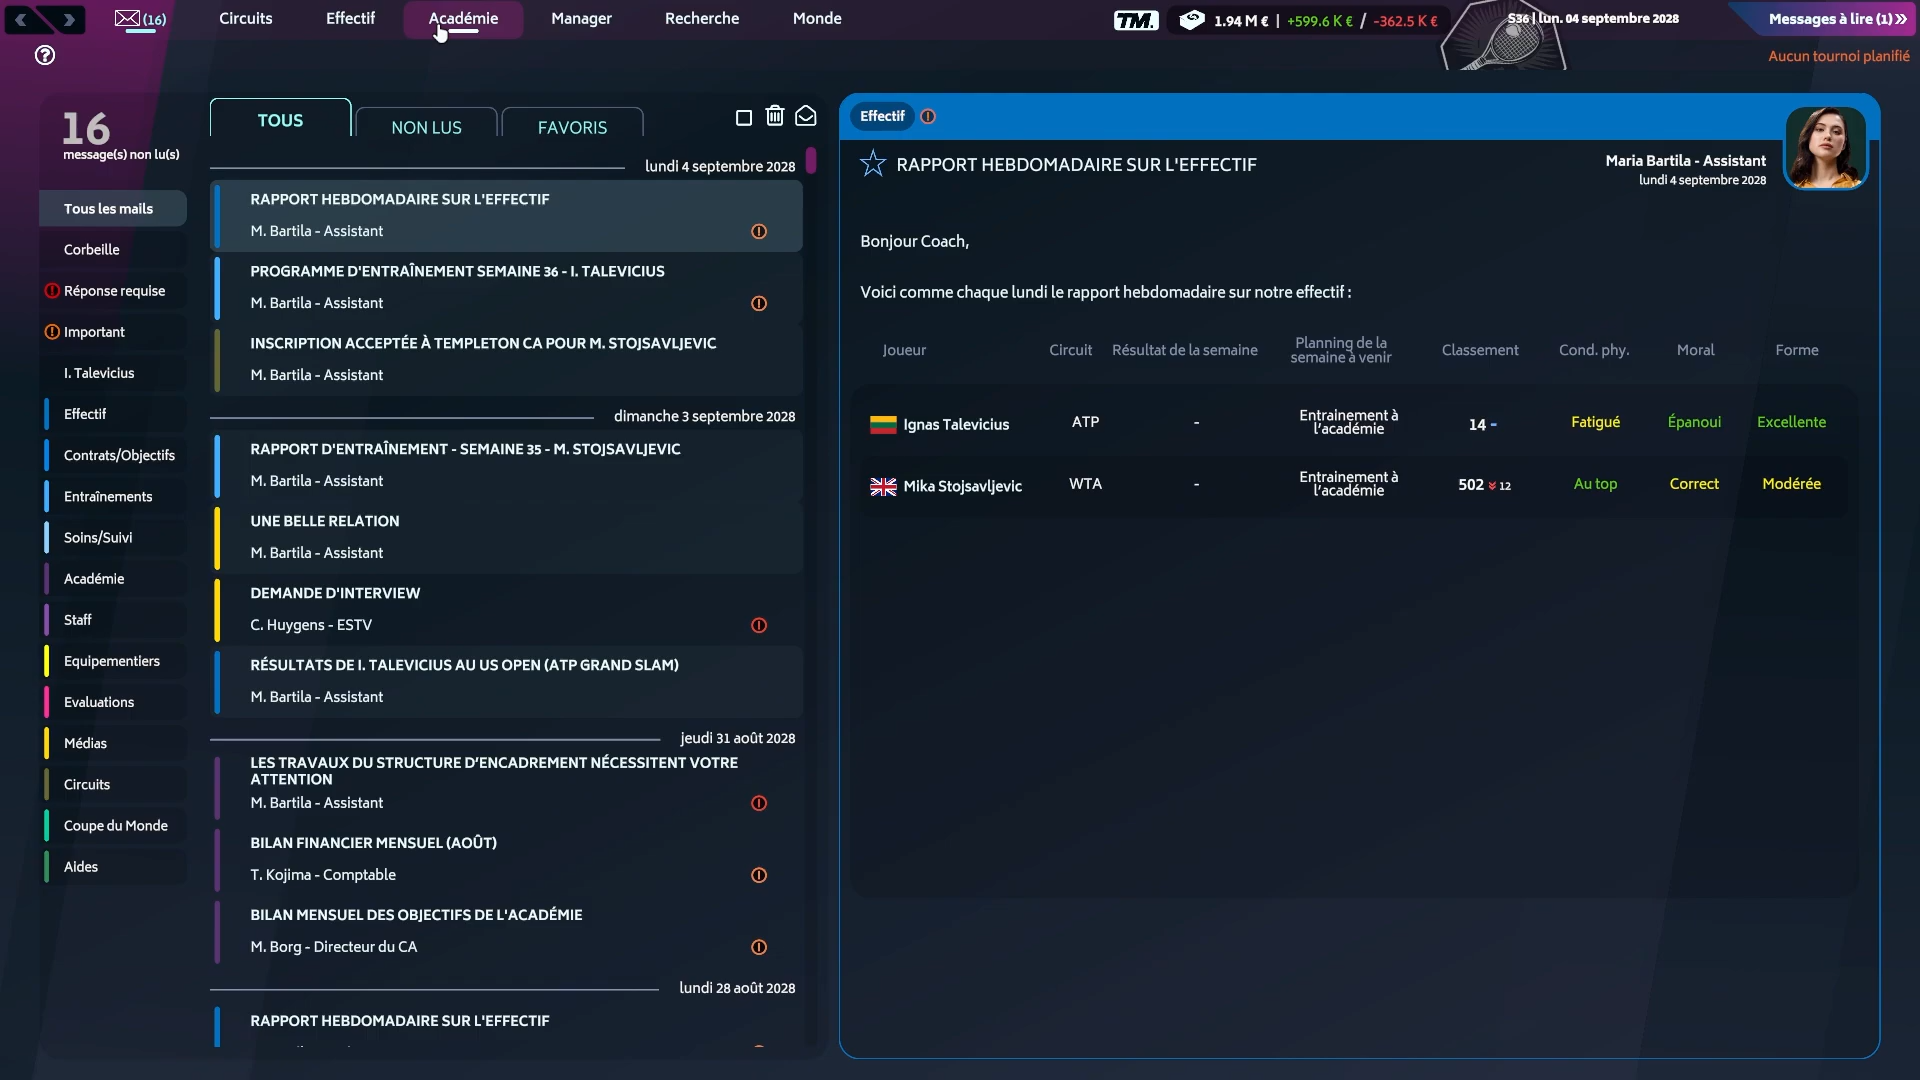 (16)
Circuits
Effectif
Académie
Manager
Recherche
Monde
TM.
1.94 M € | +599.6 K € / -362.5 K €
S36 | lun. 04 septembre 2028
Messages à lire (1)
Aucun tournoi planifié
16
message(s) non lu(s)
Tous les mails
Corbeille
Réponse requise
Important
I. Talevicius
Effectif
Contrats/Objectifs
Entraînements
Soins/Suivi
Académie
Staff
Equipementiers
Evaluations
Médias
Circuits
Coupe du Monde
Aides
TOUS
NON LUS
FAVORIS
lundi 4 septembre 2028
RAPPORT HEBDOMADAIRE SUR L'EFFECTIF
M. Bartila - Assistant
PROGRAMME D'ENTRAÎNEMENT SEMAINE 36 - I. TALEVICIUS
M. Bartila - Assistant
INSCRIPTION ACCEPTÉE À TEMPLETON CA POUR M. STOJSAVLJEVIC
M. Bartila - Assistant
dimanche 3 septembre 2028
RAPPORT D'ENTRAÎNEMENT - SEMAINE 35 - M. STOJSAVLJEVIC
M. Bartila - Assistant
UNE BELLE RELATION
M. Bartila - Assistant
DEMANDE D'INTERVIEW
C. Huygens - ESTV
RÉSULTATS DE I. TALEVICIUS AU US OPEN (ATP GRAND SLAM)
M. Bartila - Assistant
jeudi 31 août 2028
LES TRAVAUX DU STRUCTURE D’ENCADREMENT NÉCESSITENT VOTRE
ATTENTION
M. Bartila - Assistant
BILAN FINANCIER MENSUEL (AOÛT)
T. Kojima - Comptable
BILAN MENSUEL DES OBJECTIFS DE L'ACADÉMIE
M. Borg - Directeur du CA
lundi 28 août 2028
RAPPORT HEBDOMADAIRE SUR L'EFFECTIF
Effectif
RAPPORT HEBDOMADAIRE SUR L'EFFECTIF
Maria Bartila - Assistant
lundi 4 septembre 2028
Bonjour Coach,
Voici comme chaque lundi le rapport hebdomadaire sur notre effectif :
Joueur
Circuit
Résultat de la semaine
Planning de la
semaine à venir
Classement
Cond. phy.
Moral
Forme
Ignas Talevicius
ATP
-
Entrainement à
l’académie
14 -
Fatigué
Épanoui
Excellente
Mika Stojsavljevic
WTA
-
Entrainement à
l’académie
502 12
Au top
Correct
Modérée